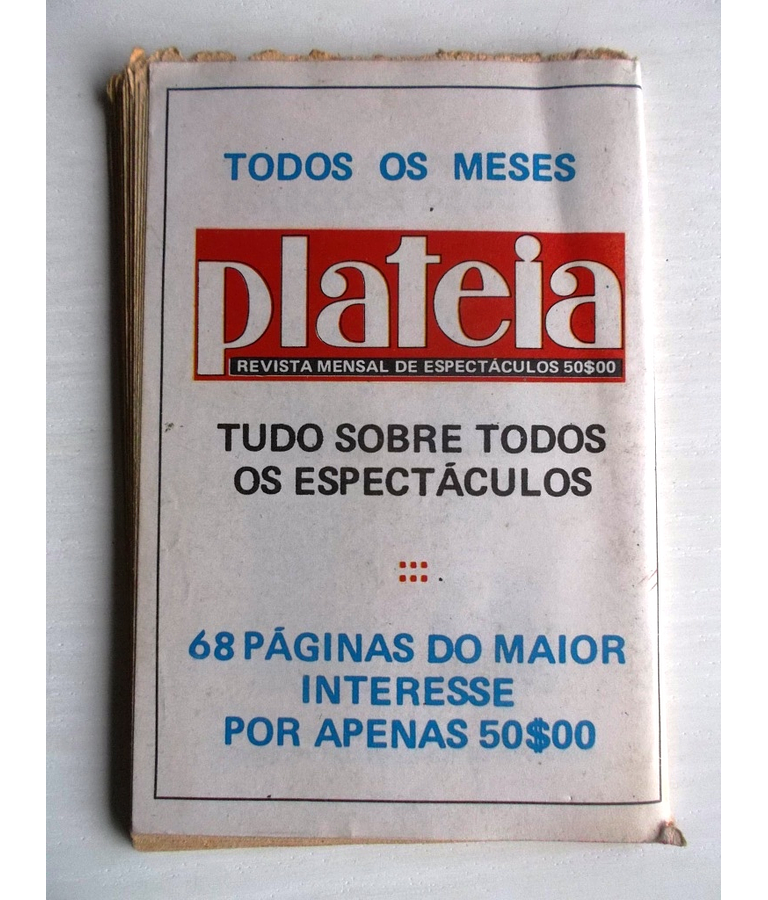 TODOS OS MESES
plateia
REVISTA MENSAL DE ESPECTÁCULOS 50$00
TUDO SOBRE TODOS
OS ESPECTÁCULOS
68 PÁGINAS DO MAIOR
INTERESSE
POR APENAS 50$00